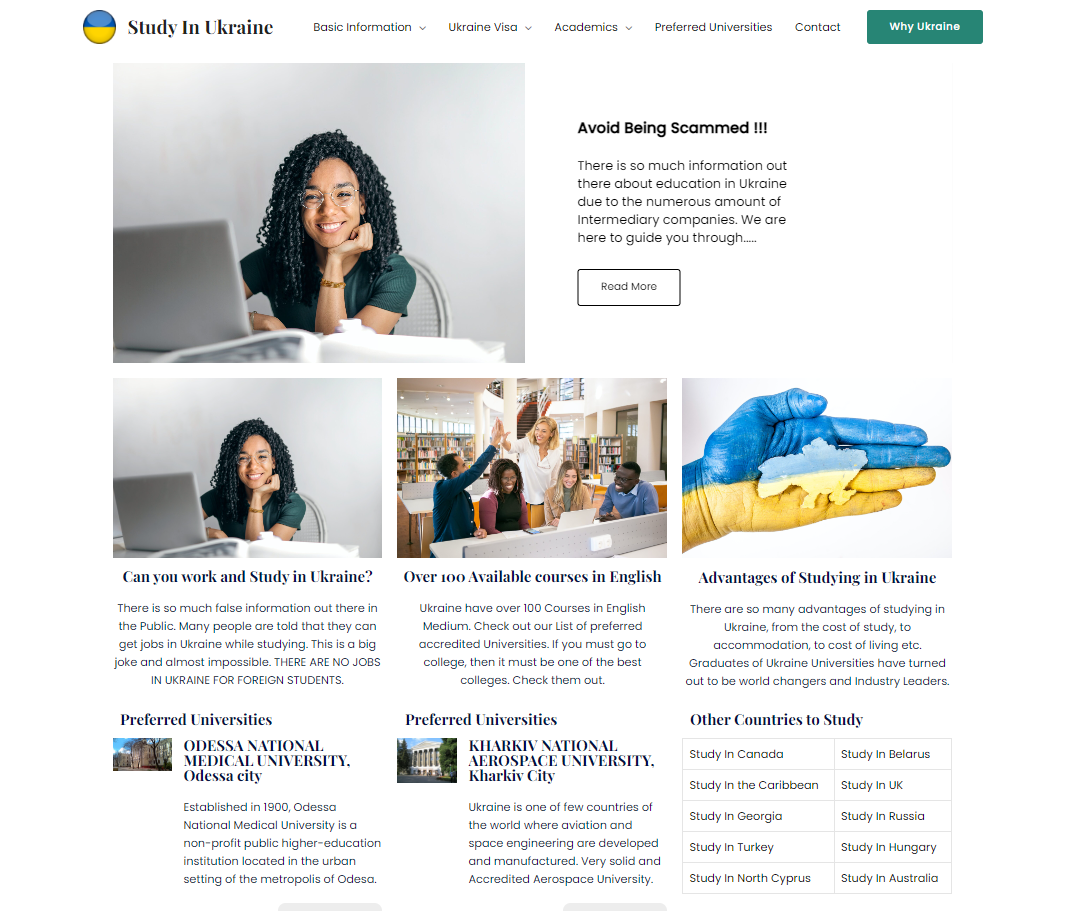 Study In Ukraine
Basic Information
Ukraine Visa
Academics
Preferred Universities
Contact
Why Ukraine
Avoid Being Scammed !!!
There is so much information out
there about education in Ukraine
due to the numerous amount of
Intermediary companies. We are
here to guide you through.....
Read More
Can you work and Study in Ukraine?
There is so much false information out there in
the Public. Many people are told that they can
get jobs in Ukraine while studying. This is a big
joke and almost impossible. THERE ARE NO JOBS
IN UKRAINE FOR FOREIGN STUDENTS.
Over 100 Available courses in English
Ukraine have over 100 Courses in English
Medium. Check out our List of preferred
accredited Universities. If you must go to
college, then it must be one of the best
colleges. Check them out.
Advantages of Studying in Ukraine
There are so many advantages of studying in
Ukraine, from the cost of study, to
accommodation, to cost of living etc.
Graduates of Ukraine Universities have turned
out to be world changers and Industry Leaders.
Preferred Universities
ODESSA NATIONAL
MEDICAL UNIVERSITY,
Odessa city
Established in 1900, Odessa
National Medical University is a
non-profit public higher-education
institution located in the urban
setting of the metropolis of Odesa.
Preferred Universities
KHARKIV NATIONAL
AEROSPACE UNIVERSITY,
Kharkiv City
Ukraine is one of few countries of
the world where aviation and
space engineering are developed
and manufactured. Very solid and
Accredited Aerospace University.
Other Countries to Study
Study In Canada
Study In Belarus
Study In the Caribbean
Study In UK
Study In Georgia
Study In Russia
Study In Turkey
Study In Hungary
Study In North Cyprus
Study In Australia